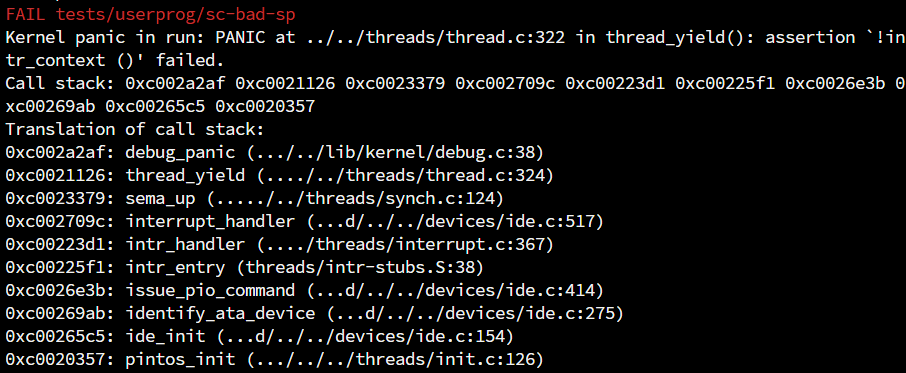 FAIL tests/userprog/sc-bad-sp
Kernel panic in run: PANIC at ../../threads/thread.c:322 in thread_yield(): assertion `!in
tr_context ()' failed.
Call stack: 0xc002a2af 0xc0021126 0xc0023379 0xc002709c 0xc00223d1 0xc00225f1 0xc0026e3b 0
xc00269ab 0xc00265c5 0xc0020357
Translation of call stack:
0xc002a2af: debug_panic (.../../lib/kernel/debug.c:38)
0xc0021126: thread_yield (..../../threads/thread.c:324)
0xc0023379: sema_up (...../../threads/synch.c:124)
0xc002709c: interrupt_handler (...d/../../devices/ide.c:517)
0xc00223d1: intr_handler (..../threads/interrupt.c:367)
0xc00225f1: intr_entry (threads/intr-stubs.S:38)
0xc0026e3b: issue_pio_command (...d/../../devices/ide.c:414)
0xc00269ab: identify_ata_device (...d/../../devices/ide.c:275)
0xc00265c5: ide_init (...d/../../devices/ide.c:154)
0xc0020357: pintos_init (.../../../threads/init.c:126)